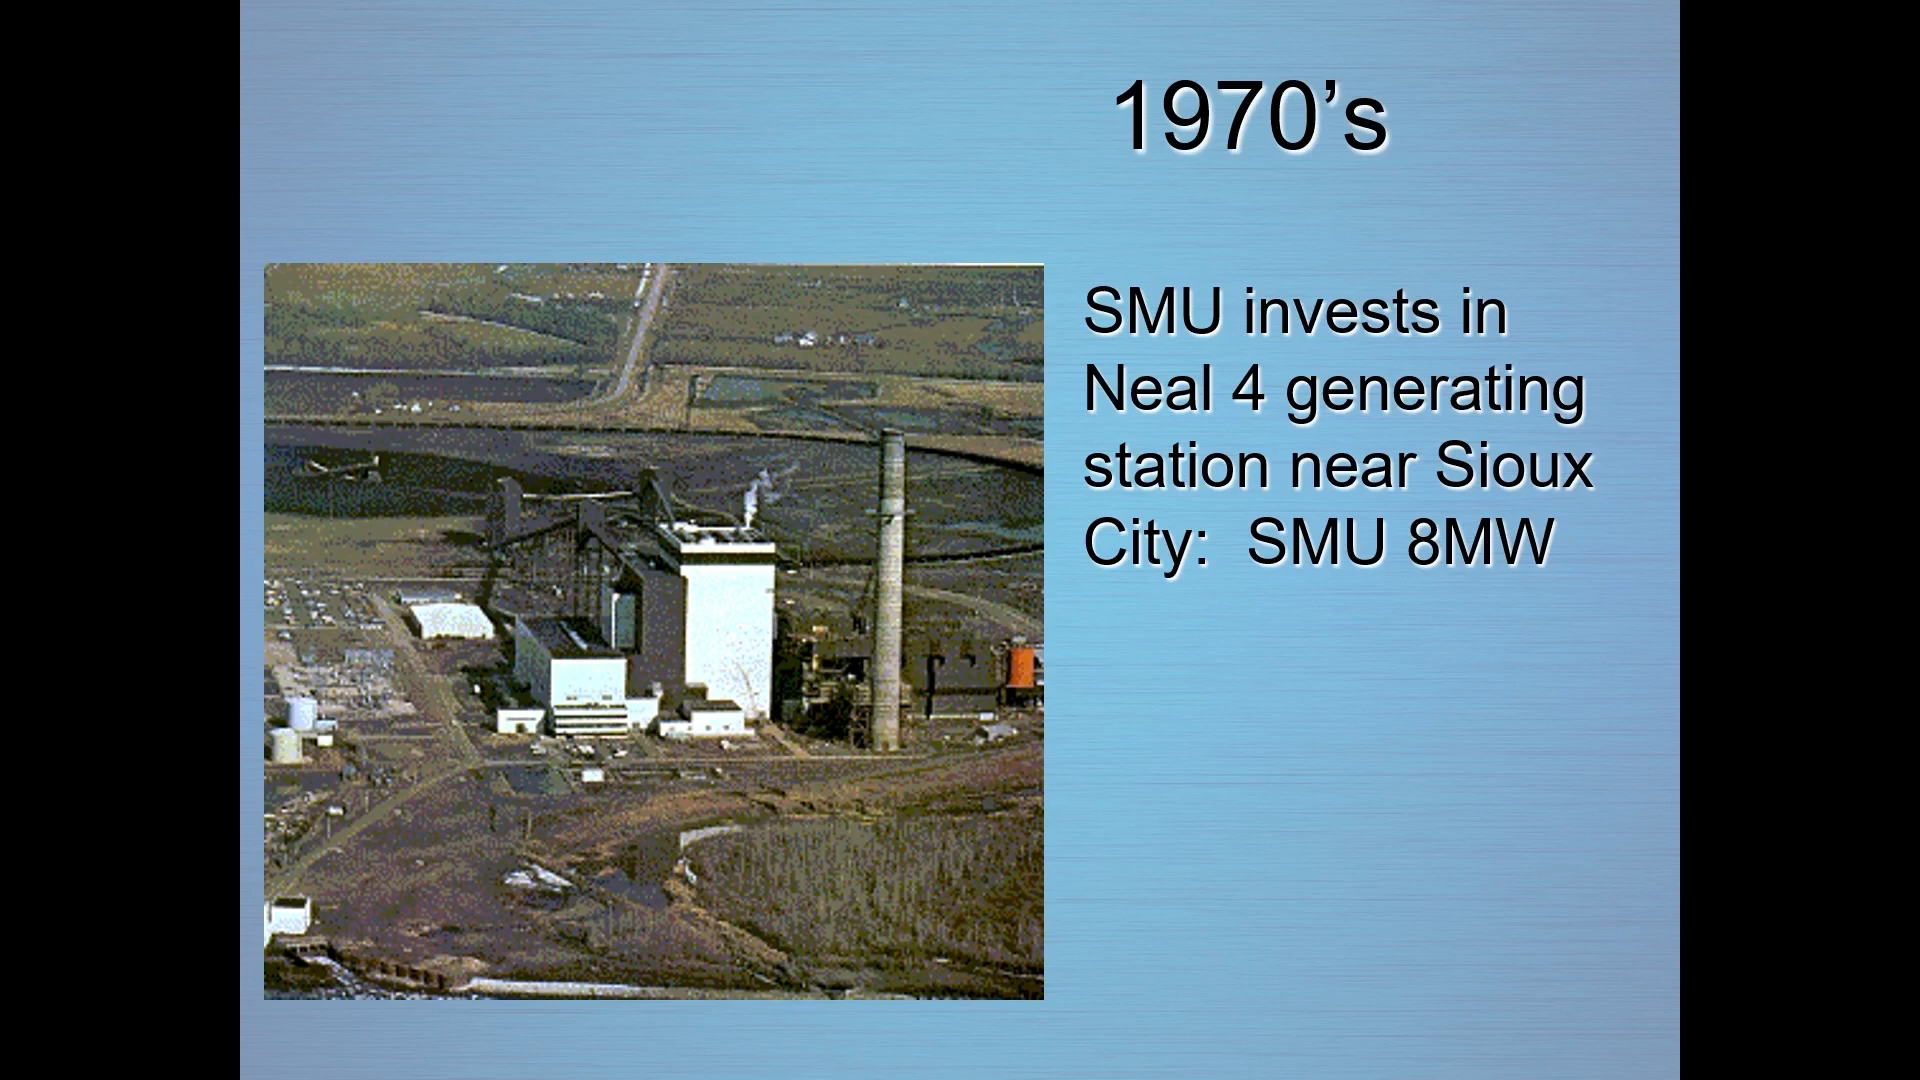 1970’s
SMU invests in
Neal 4 generating
station near Sioux
City:  SMU 8MW